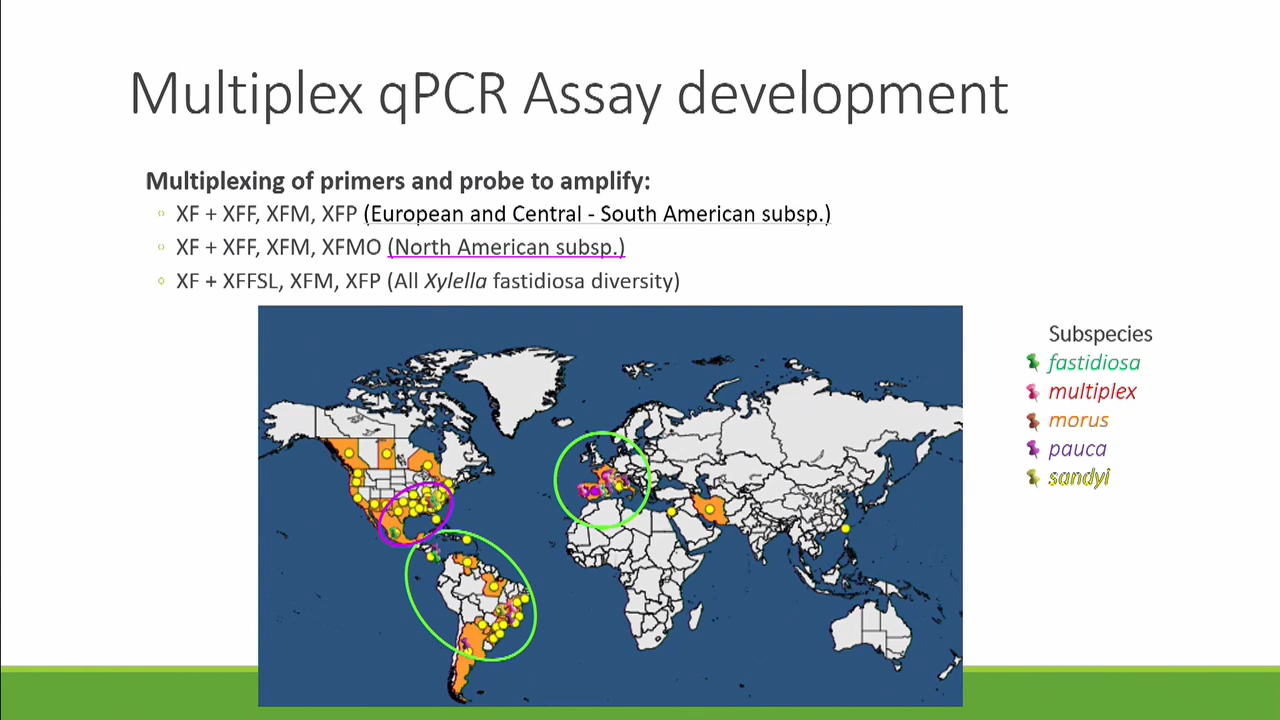 Multiplex qPCR Assay development
Multiplexing of primers and probe to amplify:
XF + XFF, XFM, XFP (European and Central - South American subsp.)
XF + XFF, XFM, XFMO (North American subsp.)
XF + XFFSL, XFM, XFP (All Xylella fastidiosa diversity)
Subspecies
fastidiosa
multiplex
morus
pauca
sandyi